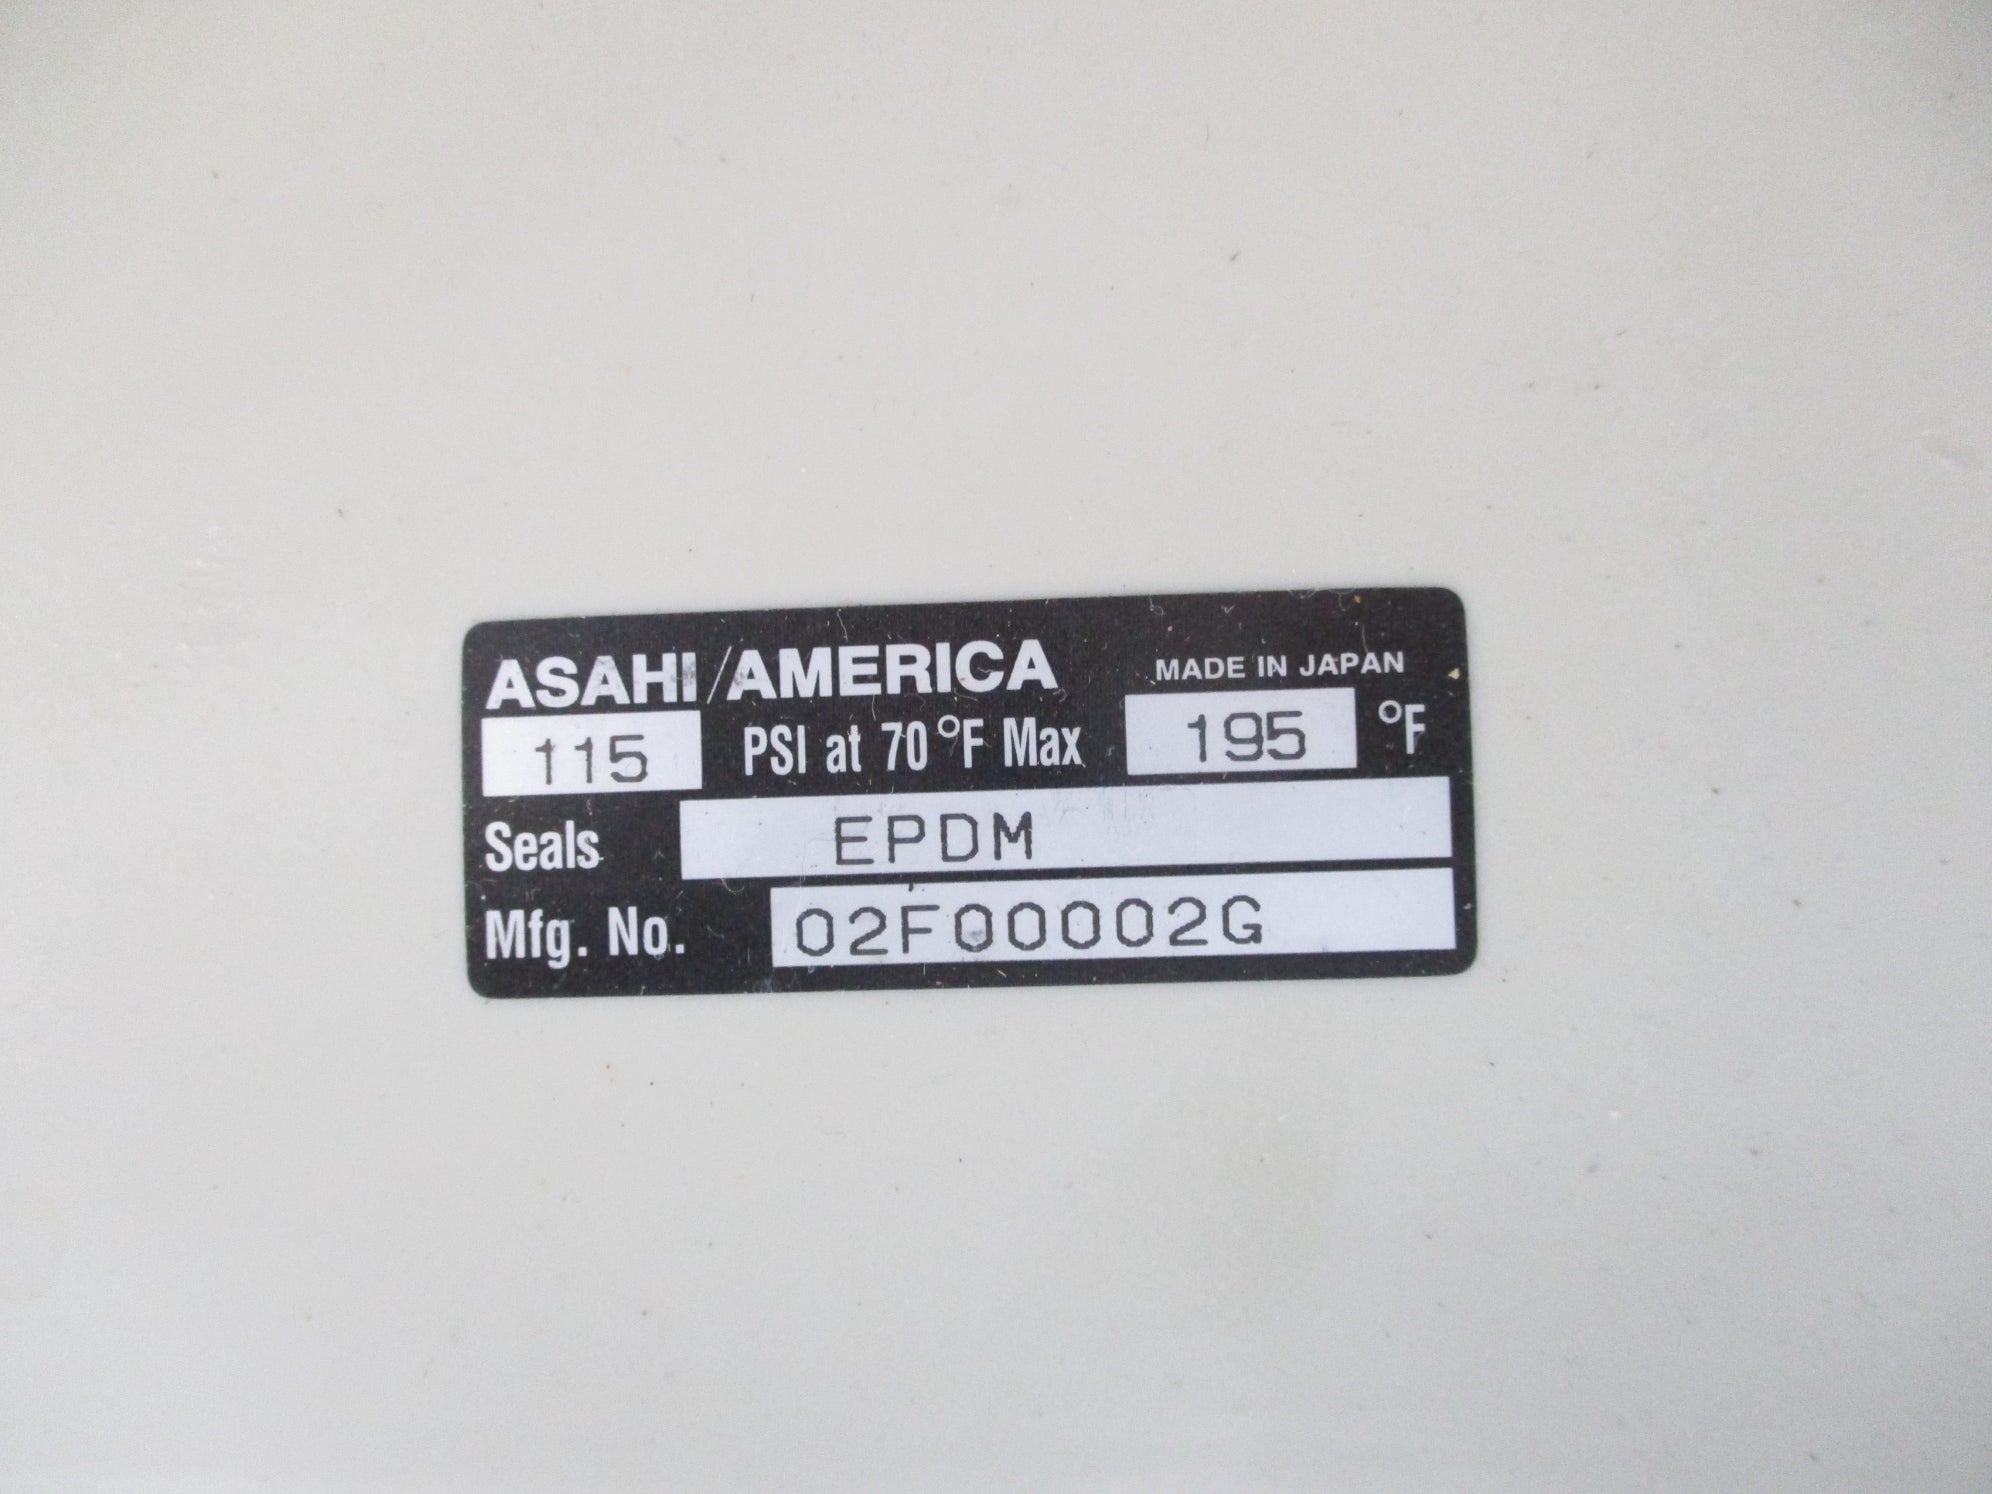 ASAHI/AMERICA MADE IN JAPAN
115 PSI at 70°F Max 195 °F
Seals EPDM
Mfg. No. 02F00002G